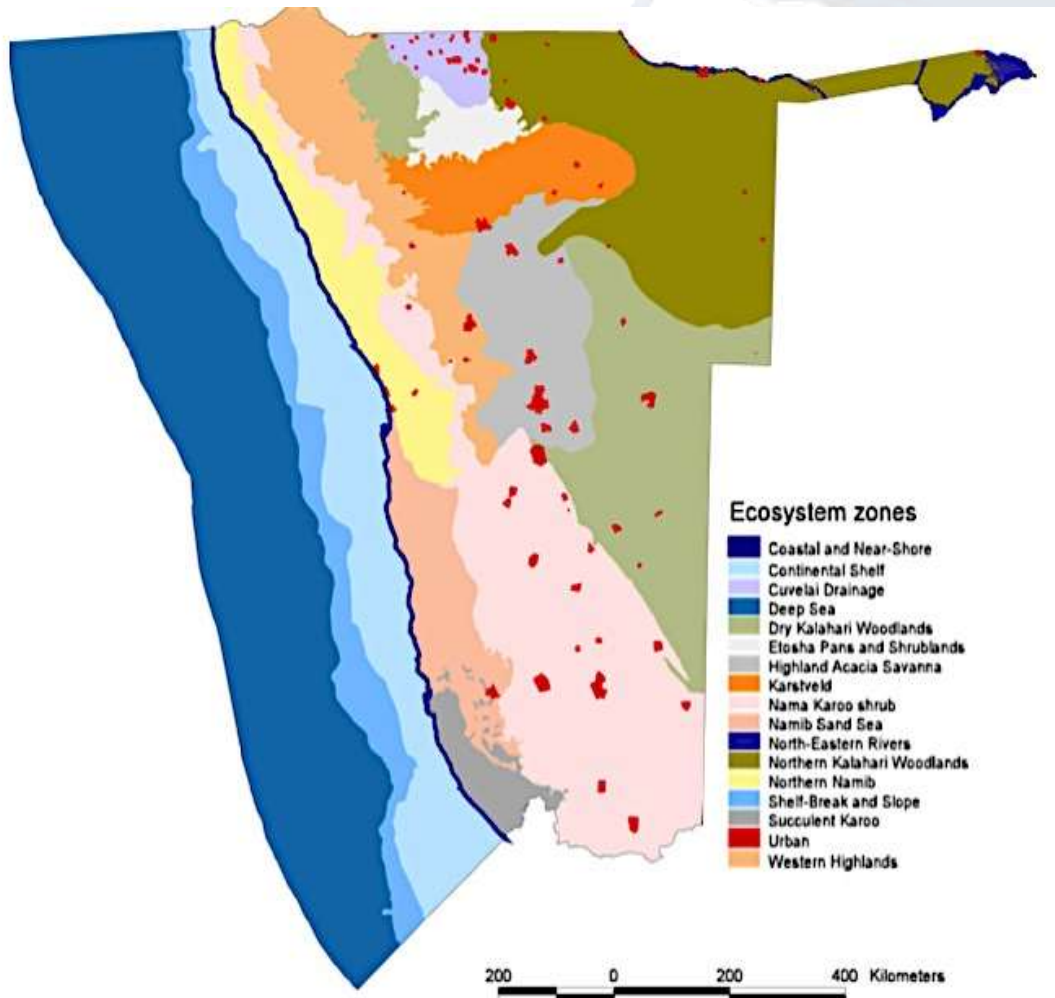 Ecosystem zones
Coastal and Near-Shore
Continental Shelf
Cuvelai Drainage
Deep Sea
Dry Kalahari Woodlands
Etosha Pans and Shrublands
Highland Acacia Savanna
Karstveld
Nama Karoo shrub
Namib Sand Sea
North-Eastern Rivers
Northern Kalahari Woodlands
Northern Namib
Shelf-Break and Slope
Succulent Karoo
Urban
Western Highlands
200 0 200 400 Kilometers